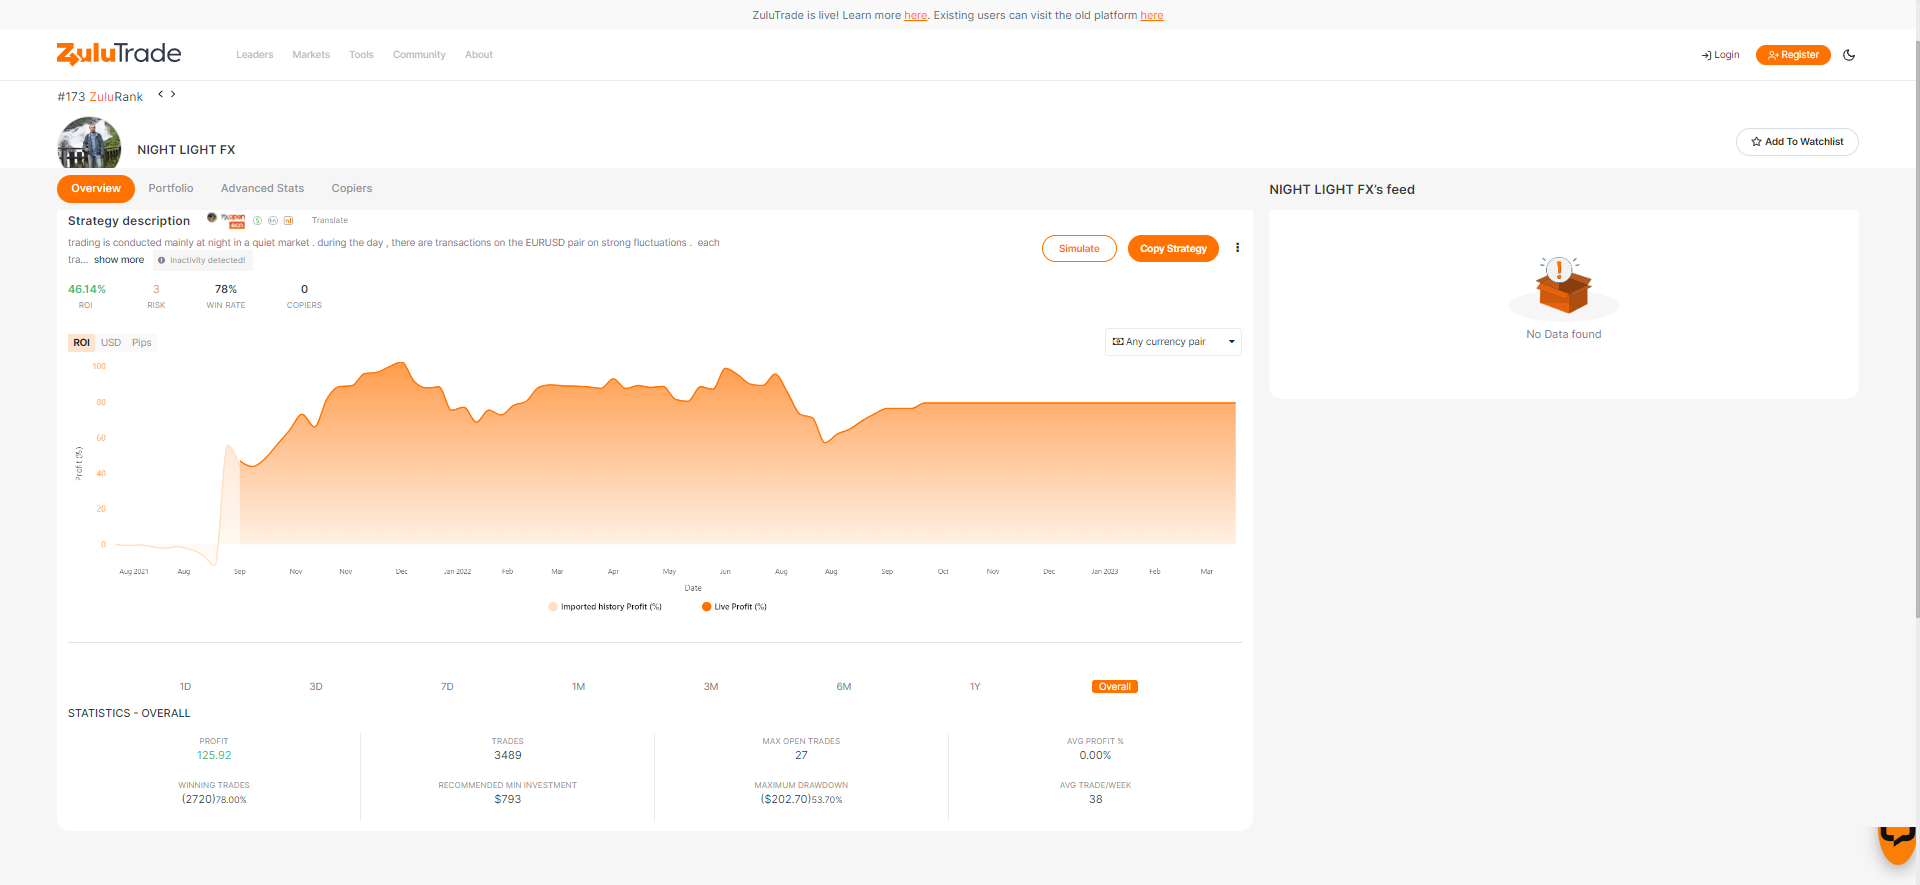 ZuluTrade is live! Learn more here. Existing users can visit the old platform here
ZuluTrade
Leaders Markets Tools Community About
Login Register
#173 ZuluRank < >
NIGHT LIGHT FX
Add To Watchlist
Overview Portfolio Advanced Stats Copiers
NIGHT LIGHT FX's feed
Strategy description Translate
trading is conducted mainly at night in a quiet market . during the day , there are transactions on the EURUSD pair on strong fluctuations . each
tra... show more Inactivity detected!
Simulate Copy Strategy
46.14% 3 78% 0
ROI RISK WIN RATE COPIERS
No Data found
ROI USD Pips
Any currency pair
100
80
60
40
20
0
Profit (%)
Aug 2021 Aug Sep Nov Nov Dec Jan 2022 Feb Mar Apr May Jun Aug Aug Sep Oct Nov Dec Jan 2023 Feb Mar
Date
Imported history Profit (%) Live Profit (%)
1D 3D 7D 1M 3M 6M 1Y Overall
STATISTICS - OVERALL
PROFIT TRADES MAX OPEN TRADES AVG PROFIT %
125.92 3489 27 0.00%
WINNING TRADES RECOMMENDED MIN INVESTMENT MAXIMUM DRAWDOWN AVG TRADE/WEEK
(2720)78.00% $793 ($202.70)53.70% 38